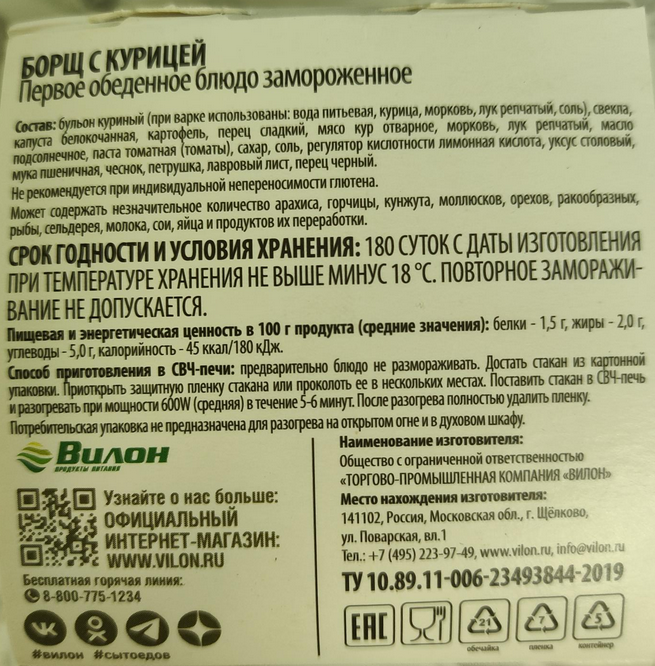 БОРЩ С КУРИЦЕЙ
Первое обеденное блюдо замороженное
Состав: бульон куриный (при варке использованы: вода питьевая, курица, морковь, лук репчатый, соль), свекла,
капуста белокочанная, картофель, перец сладкий, мясо кур отварное, морковь, лук репчатый, масло
подсолнечное, паста томатная (томаты), сахар, соль, регулятор кислотности лимонная кислота, уксус столовый,
мука пшеничная, чеснок, петрушка, лавровый лист, перец черный.
Не рекомендуется при индивидуальной непереносимости глютена.
Может содержать незначительное количество арахиса, горчицы, кунжута, моллюсков, орехов, ракообразных,
рыбы, сельдерея, молока, сои, яйца и продуктов их переработки.
СРОК ГОДНОСТИ И УСЛОВИЯ ХРАНЕНИЯ: 180 СУТОК С ДАТЫ ИЗГОТОВЛЕНИЯ
ПРИ ТЕМПЕРАТУРЕ ХРАНЕНИЯ НЕ ВЫШЕ МИНУС 18 °С. ПОВТОРНОЕ ЗАМОРАЖИ-
ВАНИЕ НЕ ДОПУСКАЕТСЯ.
Пищевая и энергетическая ценность в 100 г продукта (средние значения): белки - 1,5 г, жиры - 2,0 г,
углеводы - 5,0 г, калорийность - 45 ккал/180 кДж.
Способ приготовления в СВЧ-печи: предварительно блюдо не размораживать. Достать стакан из картонной
упаковки. Приоткрыть защитную пленку стакана или проколоть ее в нескольких местах. Поставить стакан в СВЧ-печь
и разогревать при мощности 600W (средняя) в течение 5-6 минут. После разогрева полностью удалить пленку.
Потребительская упаковка не предназначена для разогрева на открытом огне и в духовом шкафу.
Вилон
ПРОДУКТЫ ПИТАНИЯ
Узнайте о нас больше:
ОФИЦИАЛЬНЫЙ
ИНТЕРНЕТ-МАГАЗИН:
WWW.VILON.RU
Бесплатная горячая линия:
8-800-775-1234
#вилон #сытоедов
Наименование изготовителя:
Общество с ограниченной ответственностью
«ТОРГОВО-ПРОМЫШЛЕННАЯ КОМПАНИЯ «ВИЛОН»
Место нахождения изготовителя:
141102, Россия, Московская обл., г. Щёлково,
ул. Поварская, вл.1
Тел.: +7 (495) 223-97-49, www.vilon.ru, info@vilon.ru
ТУ 10.89.11-006-23493844-2019
EAC
21 7 5
обечайка пленка контейнер